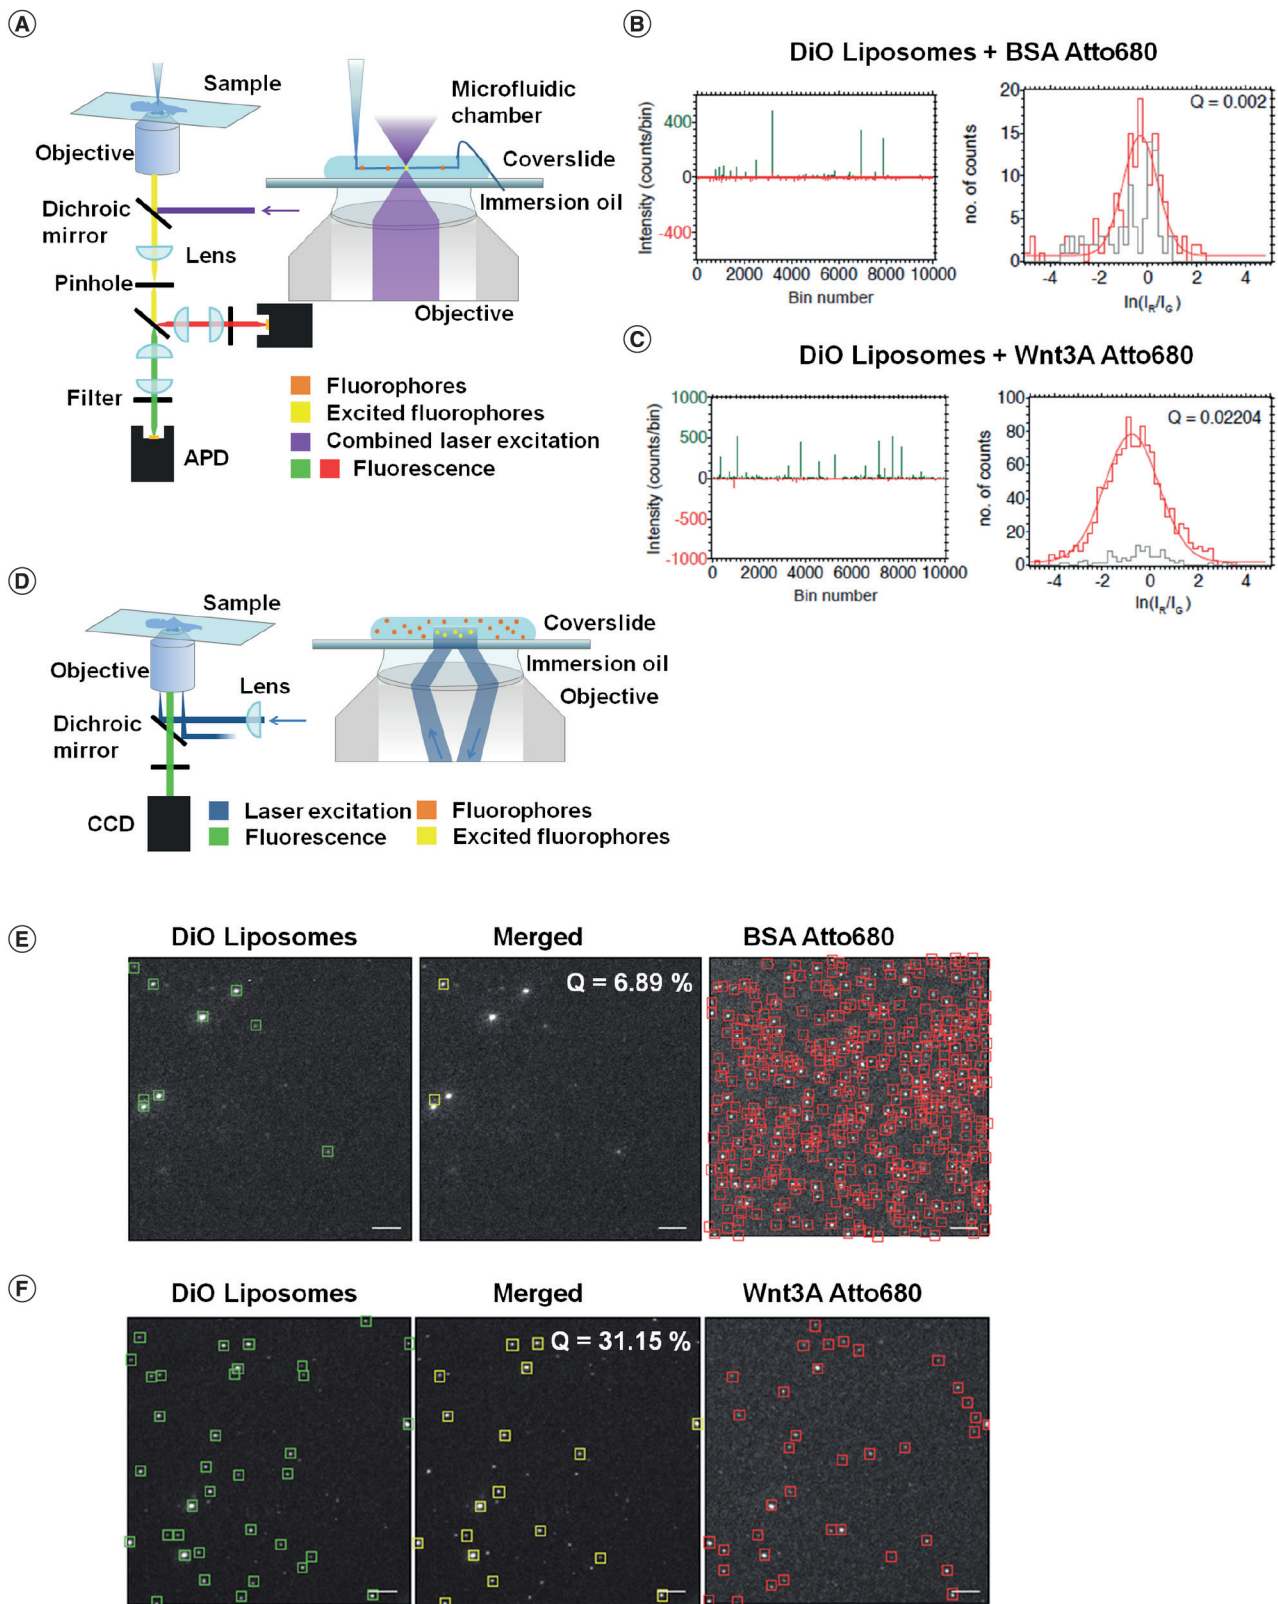 A
Sample
Objective
Dichroic
mirror
Lens
Pinhole
Filter
APD
Microfluidic
chamber
Coverslide
Immersion oil
Objective
Fluorophores
Excited fluorophores
Combined laser excitation
Fluorescence
B
DiO Liposomes + BSA Atto680
Intensity (counts/bin)
400
0
-400
0 2000 4000 6000 8000 10000
Bin number
no. of counts
20
15
10
5
0
Q = 0.002
-4 -2 0 2 4
ln(I_R/I_G)
C
DiO Liposomes + Wnt3A Atto680
Intensity (counts/bin)
1000
500
0
-500
-1000
0 2000 4000 6000 8000 10000
Bin number
no. of counts
100
80
60
40
20
0
Q = 0.02204
-4 -2 0 2 4
ln(I_R/I_G)
D
Sample
Objective
Lens
Dichroic
mirror
CCD
Coverslide
Immersion oil
Objective
Laser excitation
Fluorophores
Fluorescence
Excited fluorophores
E
DiO Liposomes
Merged
BSA Atto680
Q = 6.89 %
F
DiO Liposomes
Merged
Wnt3A Atto680
Q = 31.15 %